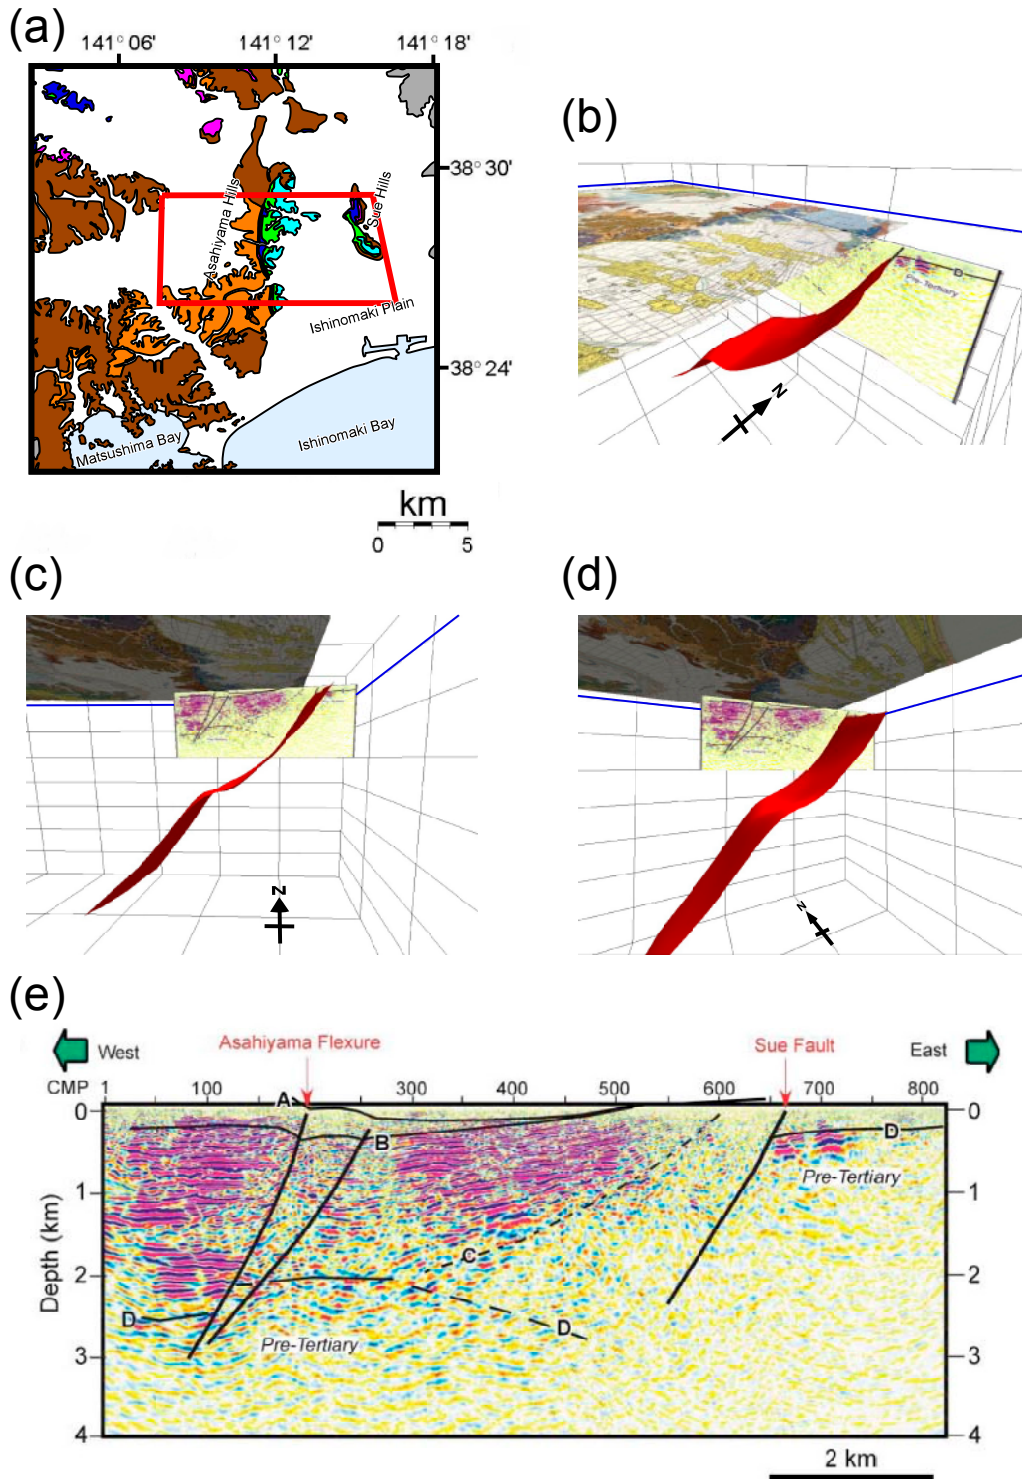 (a)
141° 06'
141° 12'
141° 18'
38° 30'
38° 24'
Asahiyama Hills
Sue Hills
Ishinomaki Plain
Ishinomaki Bay
Matsushima Bay
km
0 5
(b)
D
Pre-Tertiary
N
(c)
N
(d)
N
(e)
West
Asahiyama Flexure
Sue Fault
East
CMP 1 100 300 400 500 600 700 800
Depth (km)
0
1
2
3
4
0
1
2
3
4
A
B
C
D
D
D
Pre-Tertiary
Pre-Tertiary
2 km